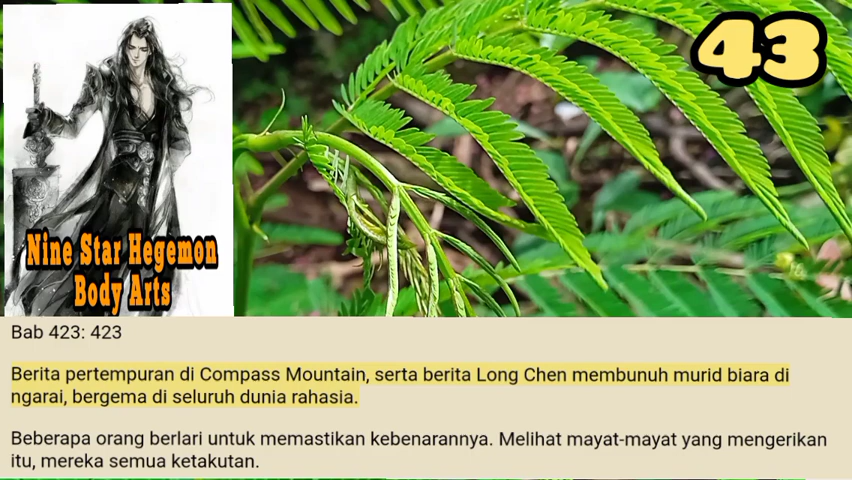 43
Nine Star Hegemon
Body Arts
Bab 423: 423
Berita pertempuran di Compass Mountain, serta berita Long Chen membunuh murid biara di
ngarai, bergema di seluruh dunia rahasia.
Beberapa orang berlari untuk memastikan kebenarannya. Melihat mayat-mayat yang mengerikan
itu, mereka semua ketakutan.